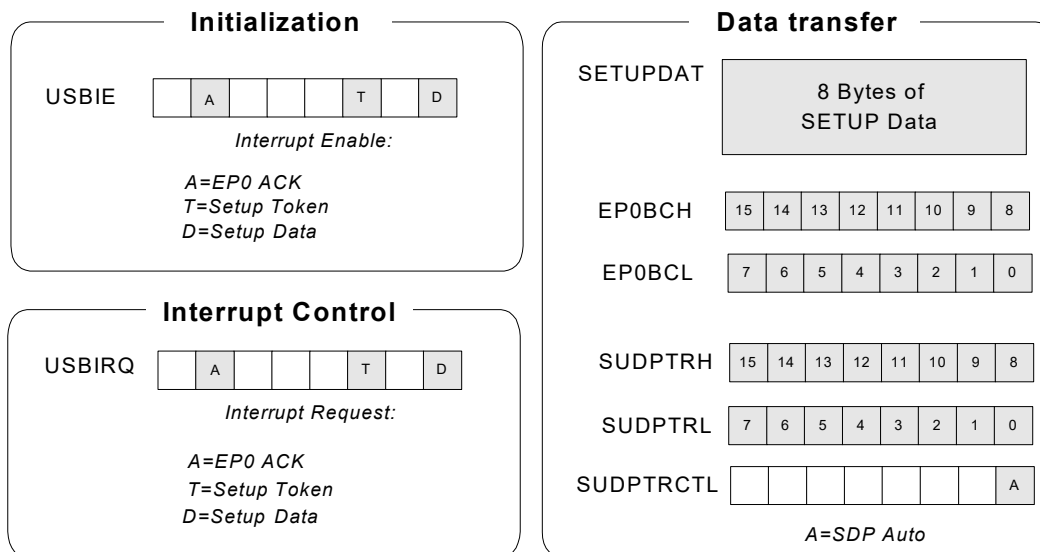 Initialization
USBIE
A T D
Interrupt Enable:
A=EP0 ACK
T=Setup Token
D=Setup Data
Interrupt Control
USBIRQ
A T D
Interrupt Request:
A=EP0 ACK
T=Setup Token
D=Setup Data
Data transfer
SETUPDAT
8 Bytes of
SETUP Data
EP0BCH
15 14 13 12 11 10 9 8
EP0BCL
7 6 5 4 3 2 1 0
SUDPTRH
15 14 13 12 11 10 9 8
SUDPTRL
7 6 5 4 3 2 1 0
SUDPTRCTL
A
A=SDP Auto